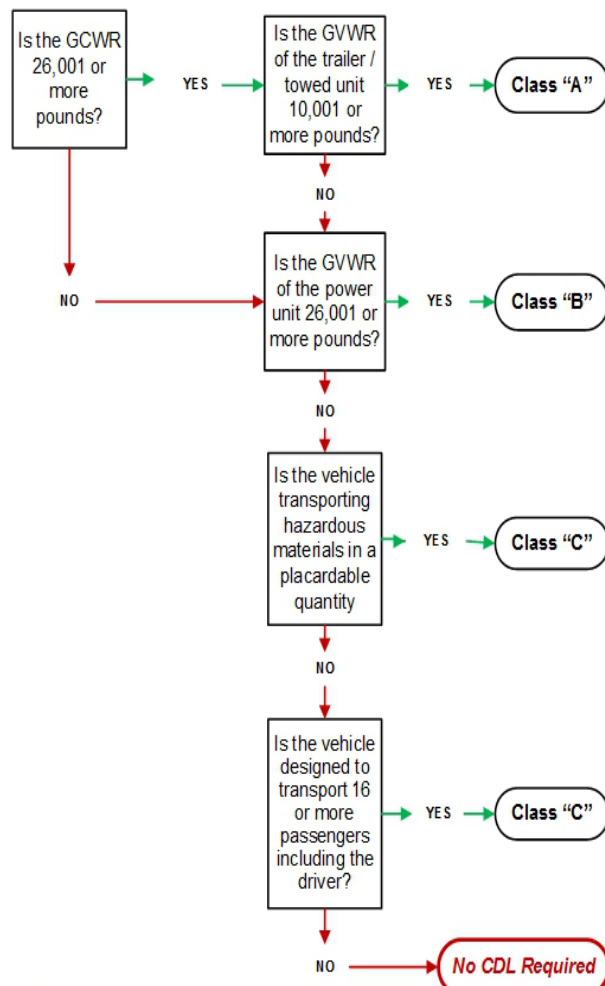 Is the GCWR
26,001 or
more
pounds?
YES
Is the GVWR
of the trailer /
towed unit
10,001 or
more pounds?
YES
Class “A”
NO
NO
Is the GVWR
of the power
unit 26,001 or
more pounds?
YES
Class “B”
NO
Is the vehicle
transporting
hazardous
materials in a
placardable
quantity
YES
Class “C”
NO
Is the vehicle
designed to
transport 16
or more
passengers
including the
driver?
YES
Class “C”
NO
No CDL Required